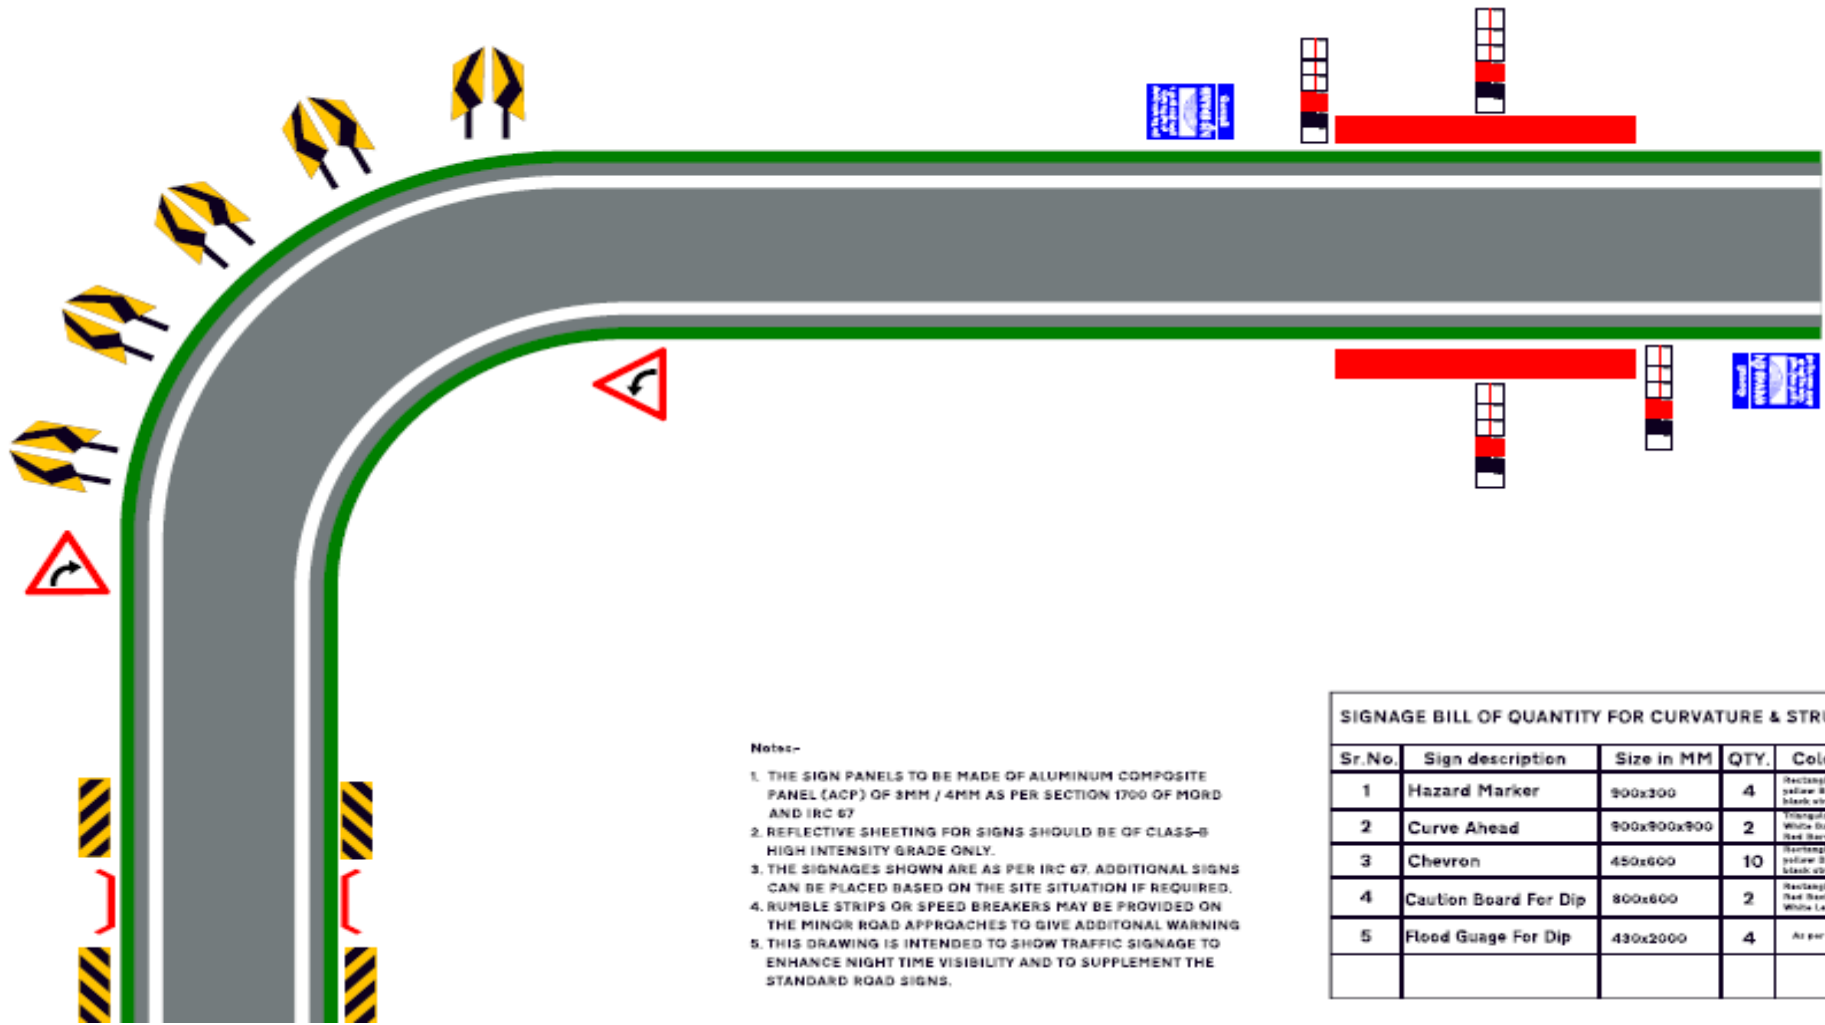 Notes:-
1. THE SIGN PANELS TO BE MADE OF ALUMINUM COMPOSITE
PANEL (ACP) OF 3MM / 4MM AS PER SECTION 1700 OF MORD
AND IRC 67
2. REFLECTIVE SHEETING FOR SIGNS SHOULD BE OF CLASS-B
HIGH INTENSITY GRADE ONLY.
3. THE SIGNAGES SHOWN ARE AS PER IRC 67. ADDITIONAL SIGNS
CAN BE PLACED BASED ON THE SITE SITUATION IF REQUIRED.
4. RUMBLE STRIPS OR SPEED BREAKERS MAY BE PROVIDED ON
THE MINOR ROAD APPROACHES TO GIVE ADDITONAL WARNING
5. THIS DRAWING IS INTENDED TO SHOW TRAFFIC SIGNAGE TO
ENHANCE NIGHT TIME VISIBILITY AND TO SUPPLEMENT THE
STANDARD ROAD SIGNS.
SIGNAGE BILL OF QUANTITY FOR CURVATURE & STRU
Sr.No. Sign description Size in MM QTY. Col
1 Hazard Marker 900x300 4
2 Curve Ahead 900x900x900 2
3 Chevron 450x600 10
4 Caution Board For Dip 800x600 2
5 Flood Guage For Dip 430x2000 4 As per